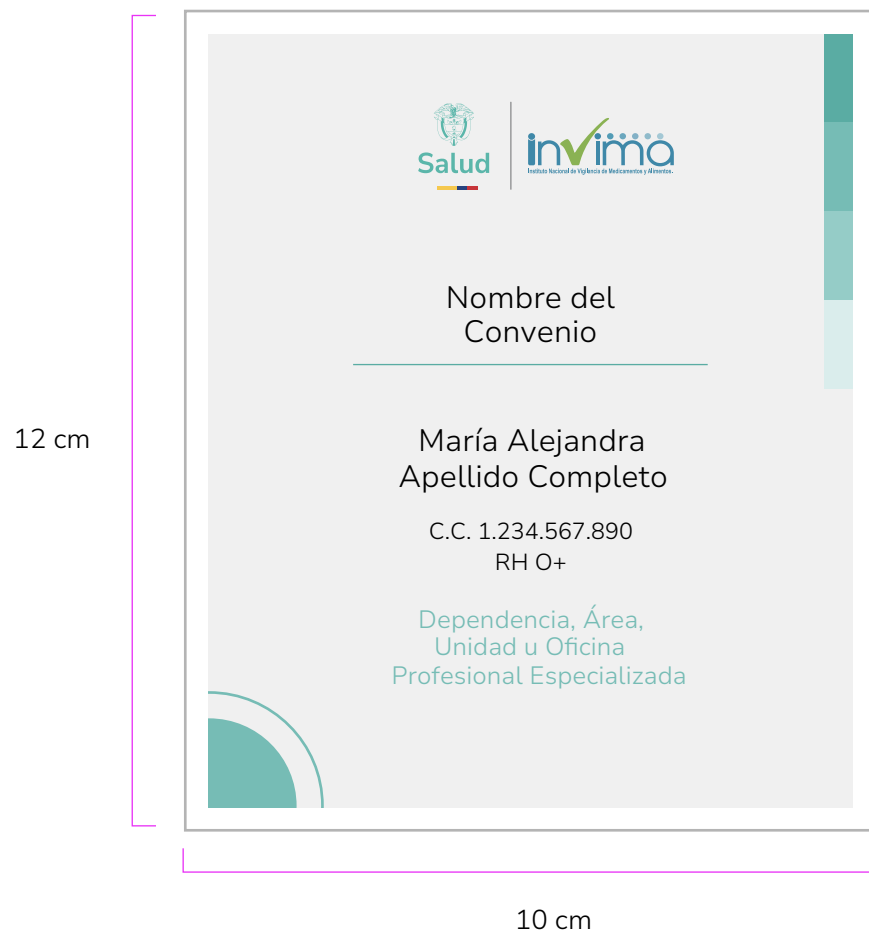 Salud
invima
Instituto Nacional de Vigilancia de Medicamentos y Alimentos.
Nombre del
Convenio
12 cm
María Alejandra
Apellido Completo
C.C. 1.234.567.890
RH O+
Dependencia, Área,
Unidad u Oficina
Profesional Especializada
10 cm